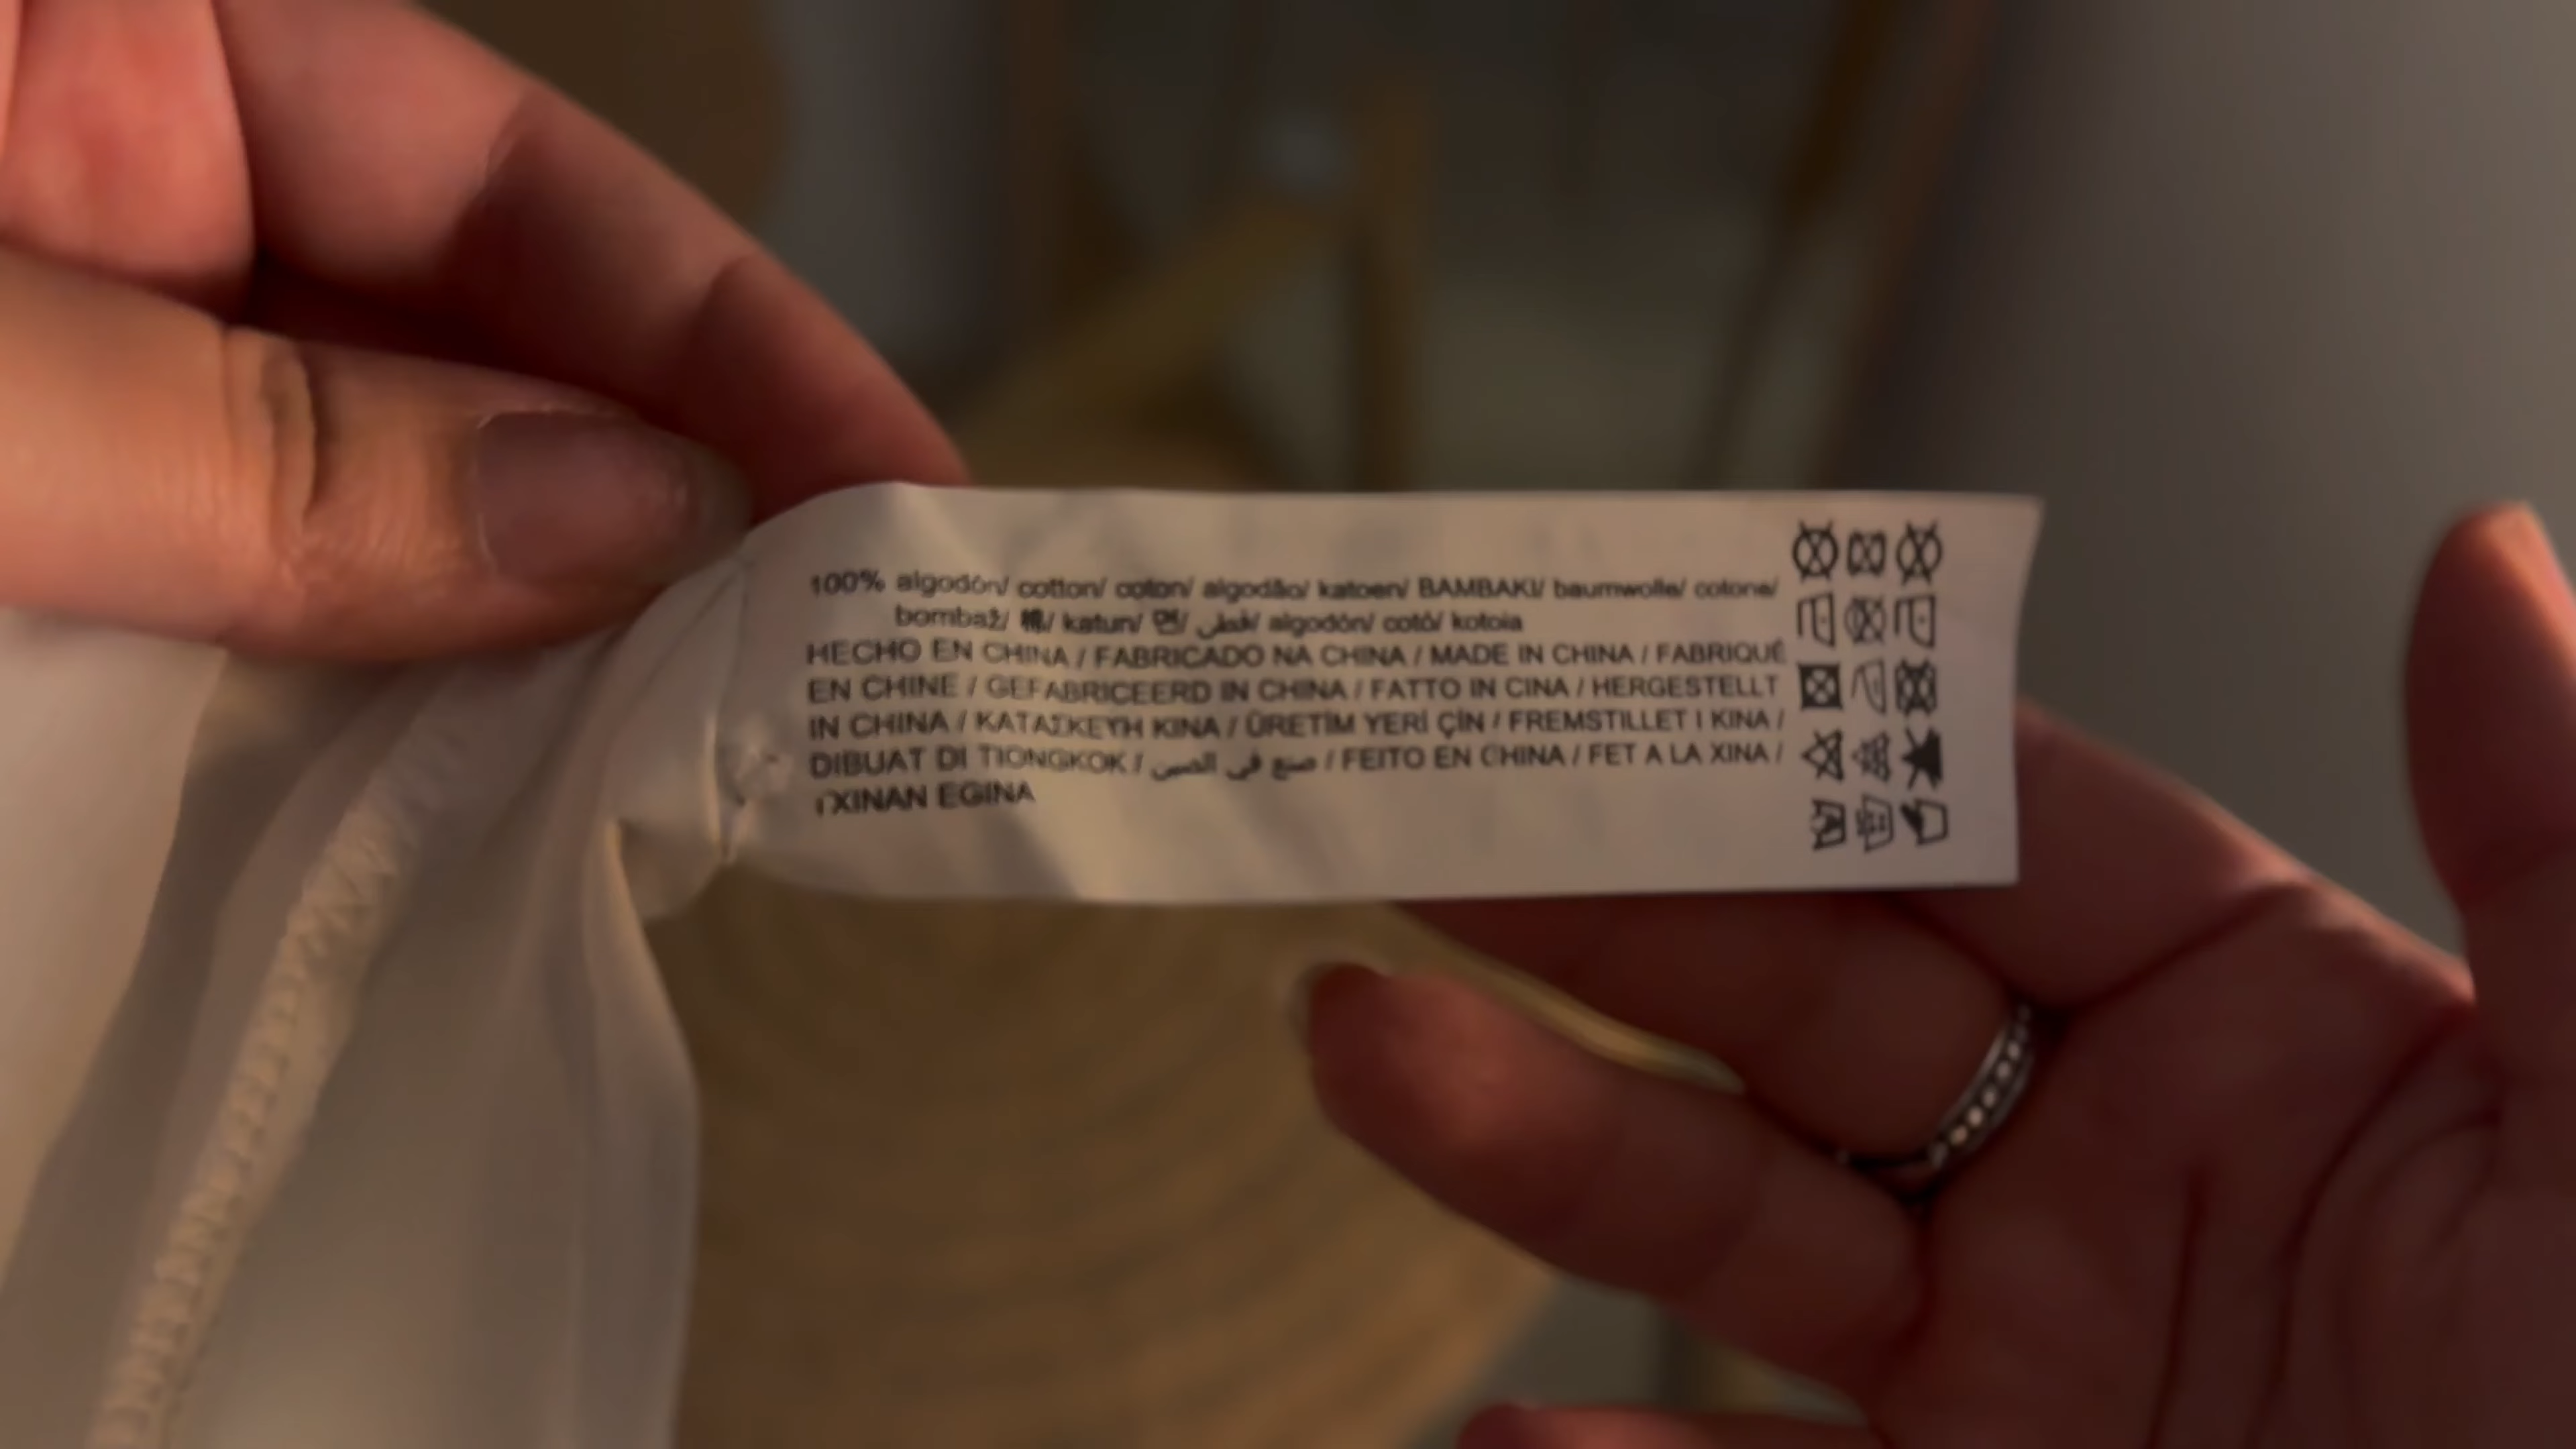 100% algodón/ cotton/ coton/ algodão/ katoen/ BAMBAKI/ baumwolle/ cotone/
bombaž/ 棉/ katun/ 면/ قطن/ algodón/ cotó/ kotoia
HECHO EN CHINA / FABRICADO NA CHINA / MADE IN CHINA / FABRIQUÉ
EN CHINE / GEFABRICEERD IN CHINA / FATTO IN CINA / HERGESTELLT
IN CHINA / ΚΑΤΑΣΚΕΥΗ ΚΙΝΑ / ÜRETİM YERİ ÇİN / FREMSTILLET I KINA /
DIBUAT DI TIONGKOK / صنع في الصين / FEITO EN CHINA / FET A LA XINA /
TXINAN EGINA